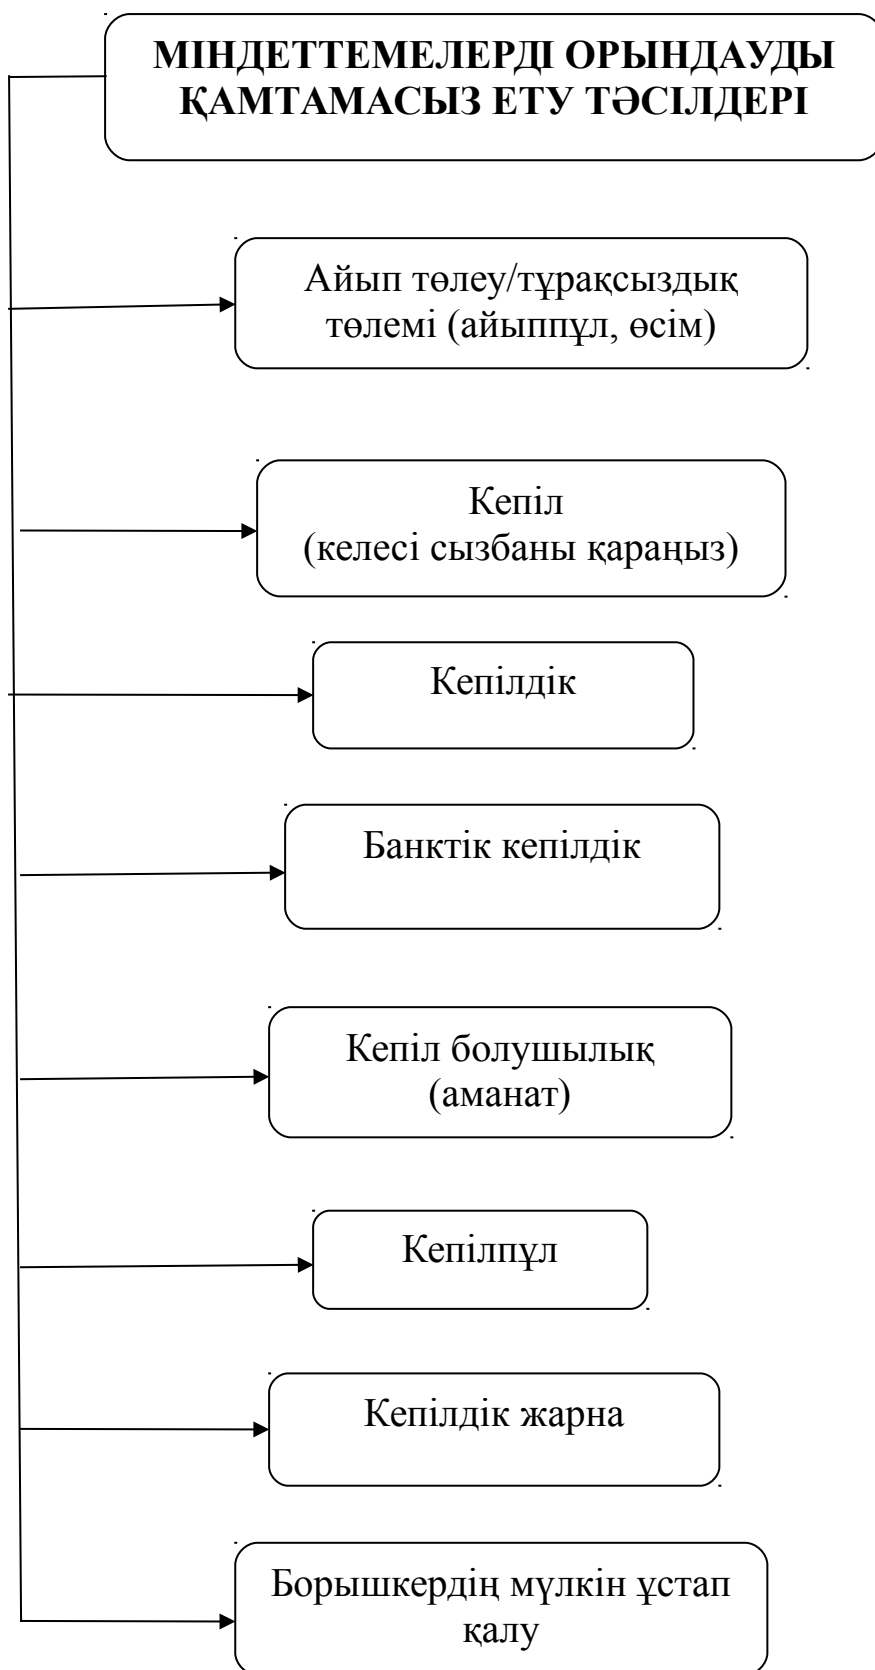 МІНДЕТТЕМЕЛЕРДІ ОРЫНДАУДЫ
ҚАМТАМАСЫЗ ЕТУ ТӘСІЛДЕРІ
Айып төлеу/тұрақсыздық
төлемі (айыппұл, өсім)
Кепіл
(келесі сызбаны қараңыз)
Кепілдік
Банктік кепілдік
Кепіл болушылық
(аманат)
Кепілпұл
Кепілдік жарна
Борышкердің мүлкін ұстап
қалу